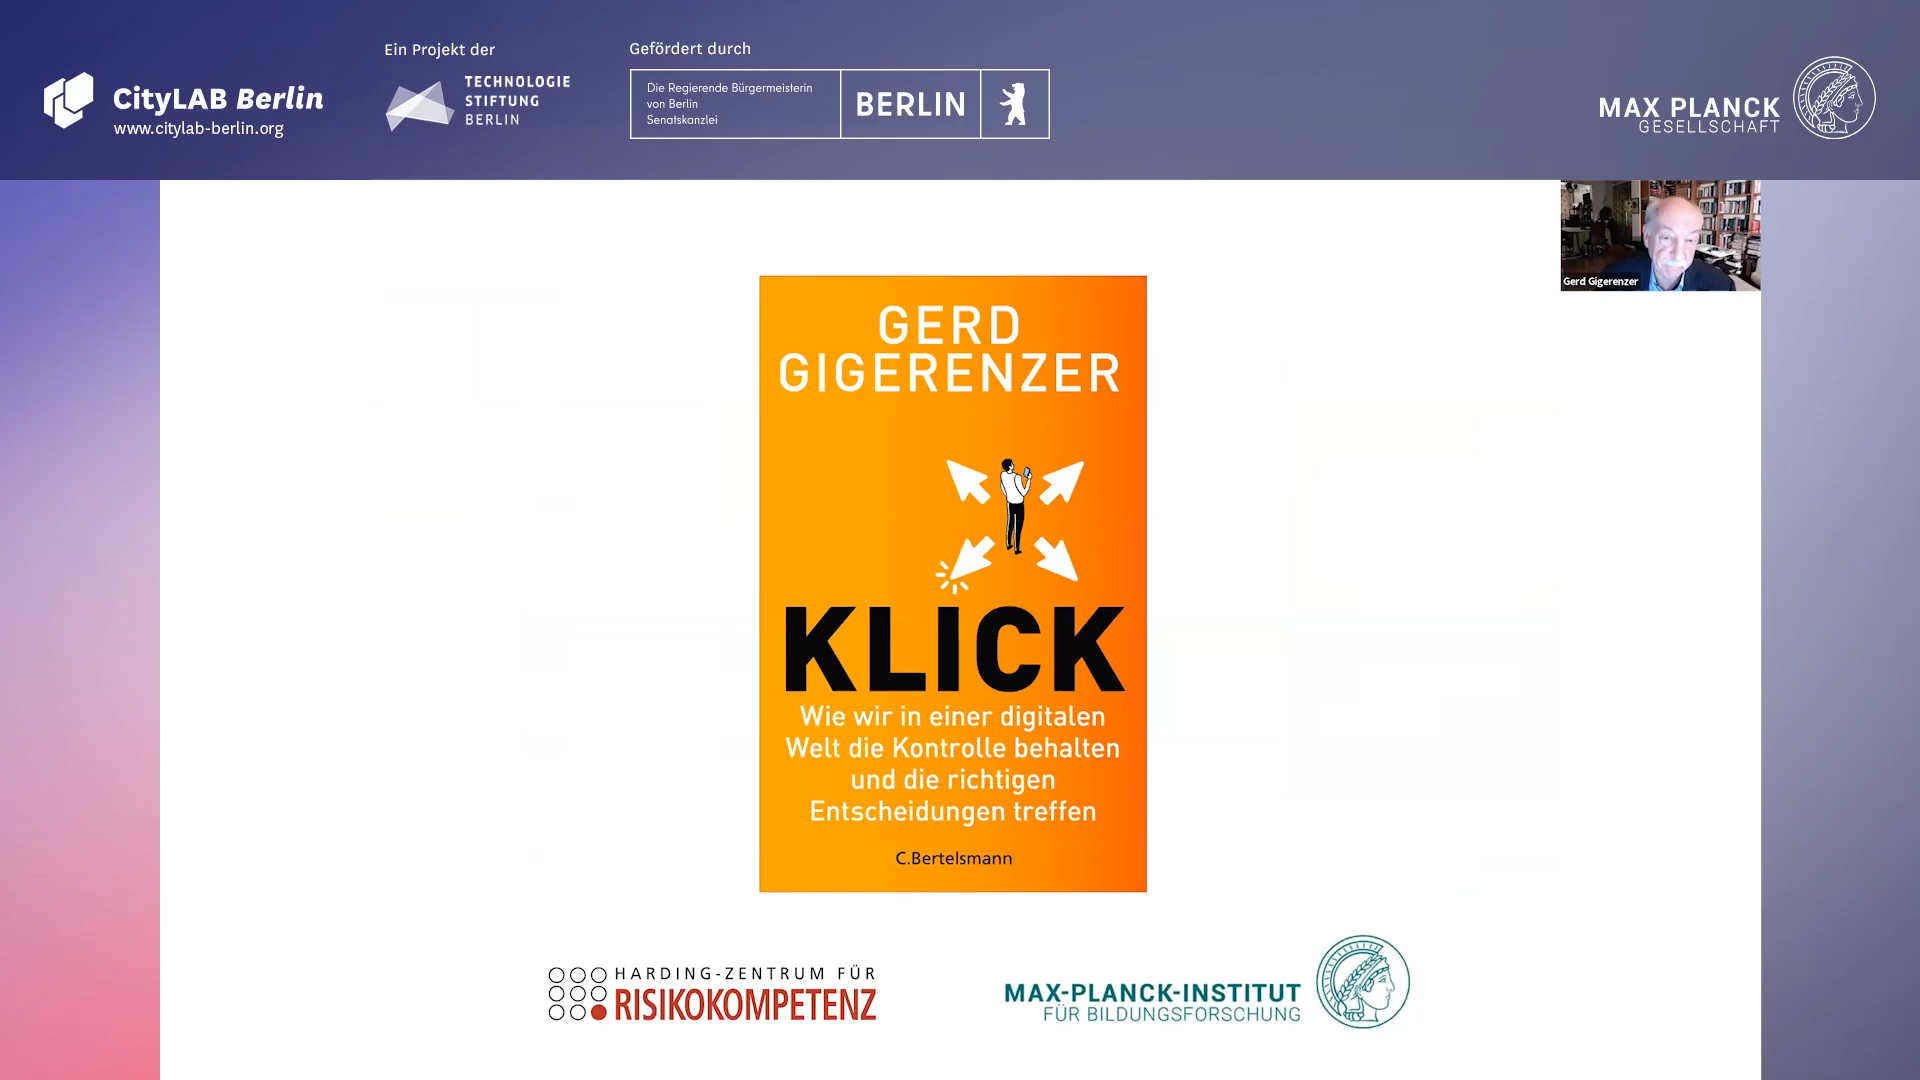 CityLAB Berlin
www.citylab-berlin.org
Ein Projekt der
TECHNOLOGIE
STIFTUNG
BERLIN
Gefördert durch
Die Regierende Bürgermeisterin
von Berlin
Senatskanzlei
BERLIN
MAX PLANCK
GESELLSCHAFT
Gerd Gigerenzer
GERD
GIGERENZER
KLICK
Wie wir in einer digitalen
Welt die Kontrolle behalten
und die richtigen
Entscheidungen treffen
C.Bertelsmann
HARDING-ZENTRUM FÜR
RISIKOKOMPETENZ
MAX-PLANCK-INSTITUT
FÜR BILDUNGSFORSCHUNG